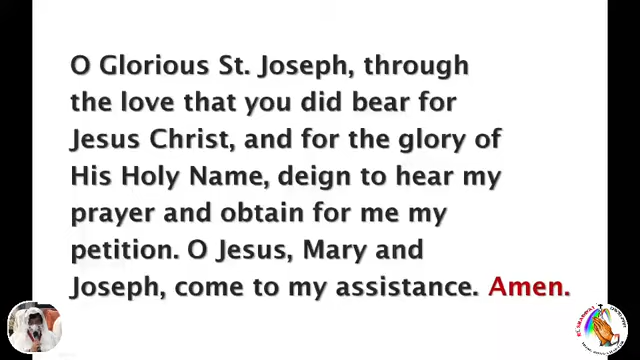 O Glorious St. Joseph, through
the love that you did bear for
Jesus Christ, and for the glory of
His Holy Name, deign to hear my
prayer and obtain for me my
petition. O Jesus, Mary and
Joseph, come to my assistance. Amen.